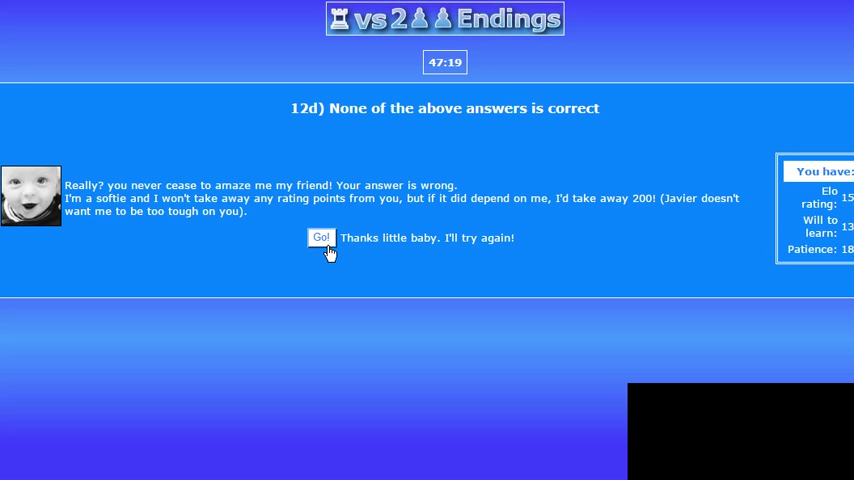 vs 2 Endings
47:19
12d) None of the above answers is correct
Really? you never cease to amaze me my friend! Your answer is wrong.
I'm a softie and I won't take away any rating points from you, but if it did depend on me, I'd take away 200! (Javier doesn't
want me to be too tough on you).
Go! Thanks little baby. I'll try again!
You have:
Elo
rating: 15
Will to
learn: 13
Patience: 18